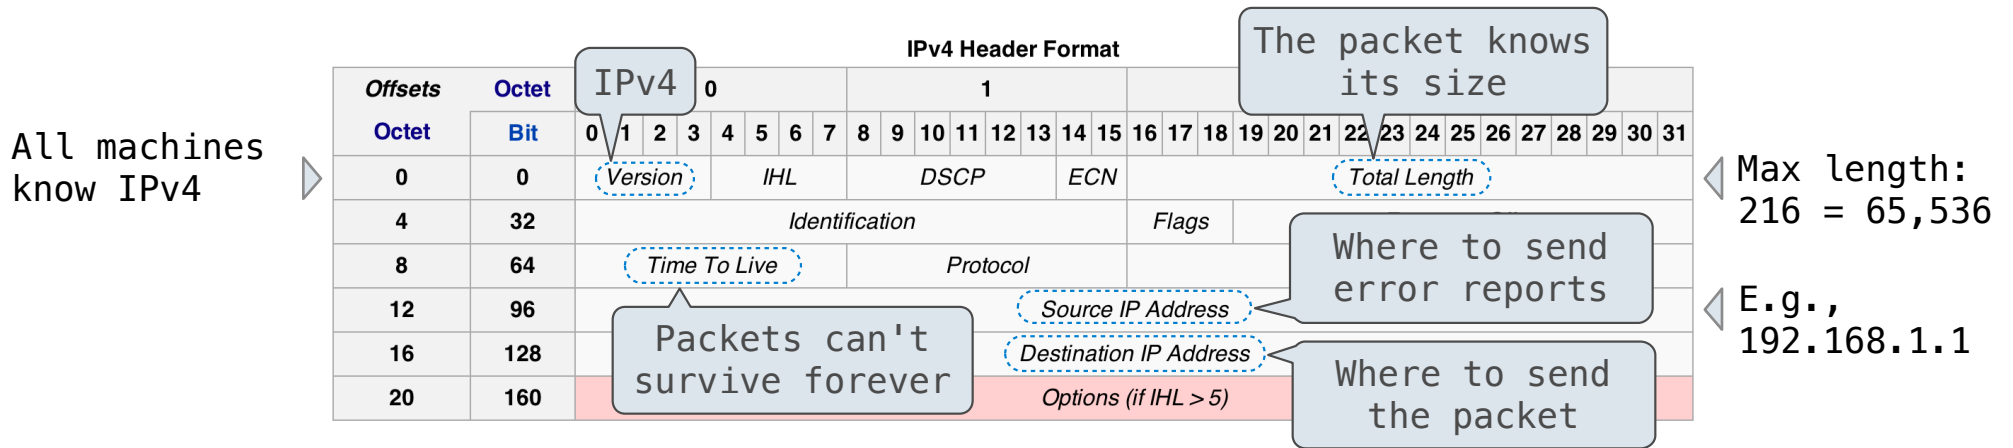 The packet knows
its size
IPv4 Header Format
IPv4
Offsets Octet 0 1
Octet Bit 0 1 2 3 4 5 6 7 8 9 10 11 12 13 14 15 16 17 18 19 20 21 22 23 24 25 26 27 28 29 30 31
All machines
know IPv4
0 0 Version IHL DSCP ECN Total Length
Max length:
216 = 65,536
4 32 Identification Flags
Where to send
error reports
8 64 Time To Live Protocol
12 96 Source IP Address
E.g.,
192.168.1.1
Packets can't
survive forever
16 128 Destination IP Address
Where to send
the packet
20 160 Options (if IHL > 5)